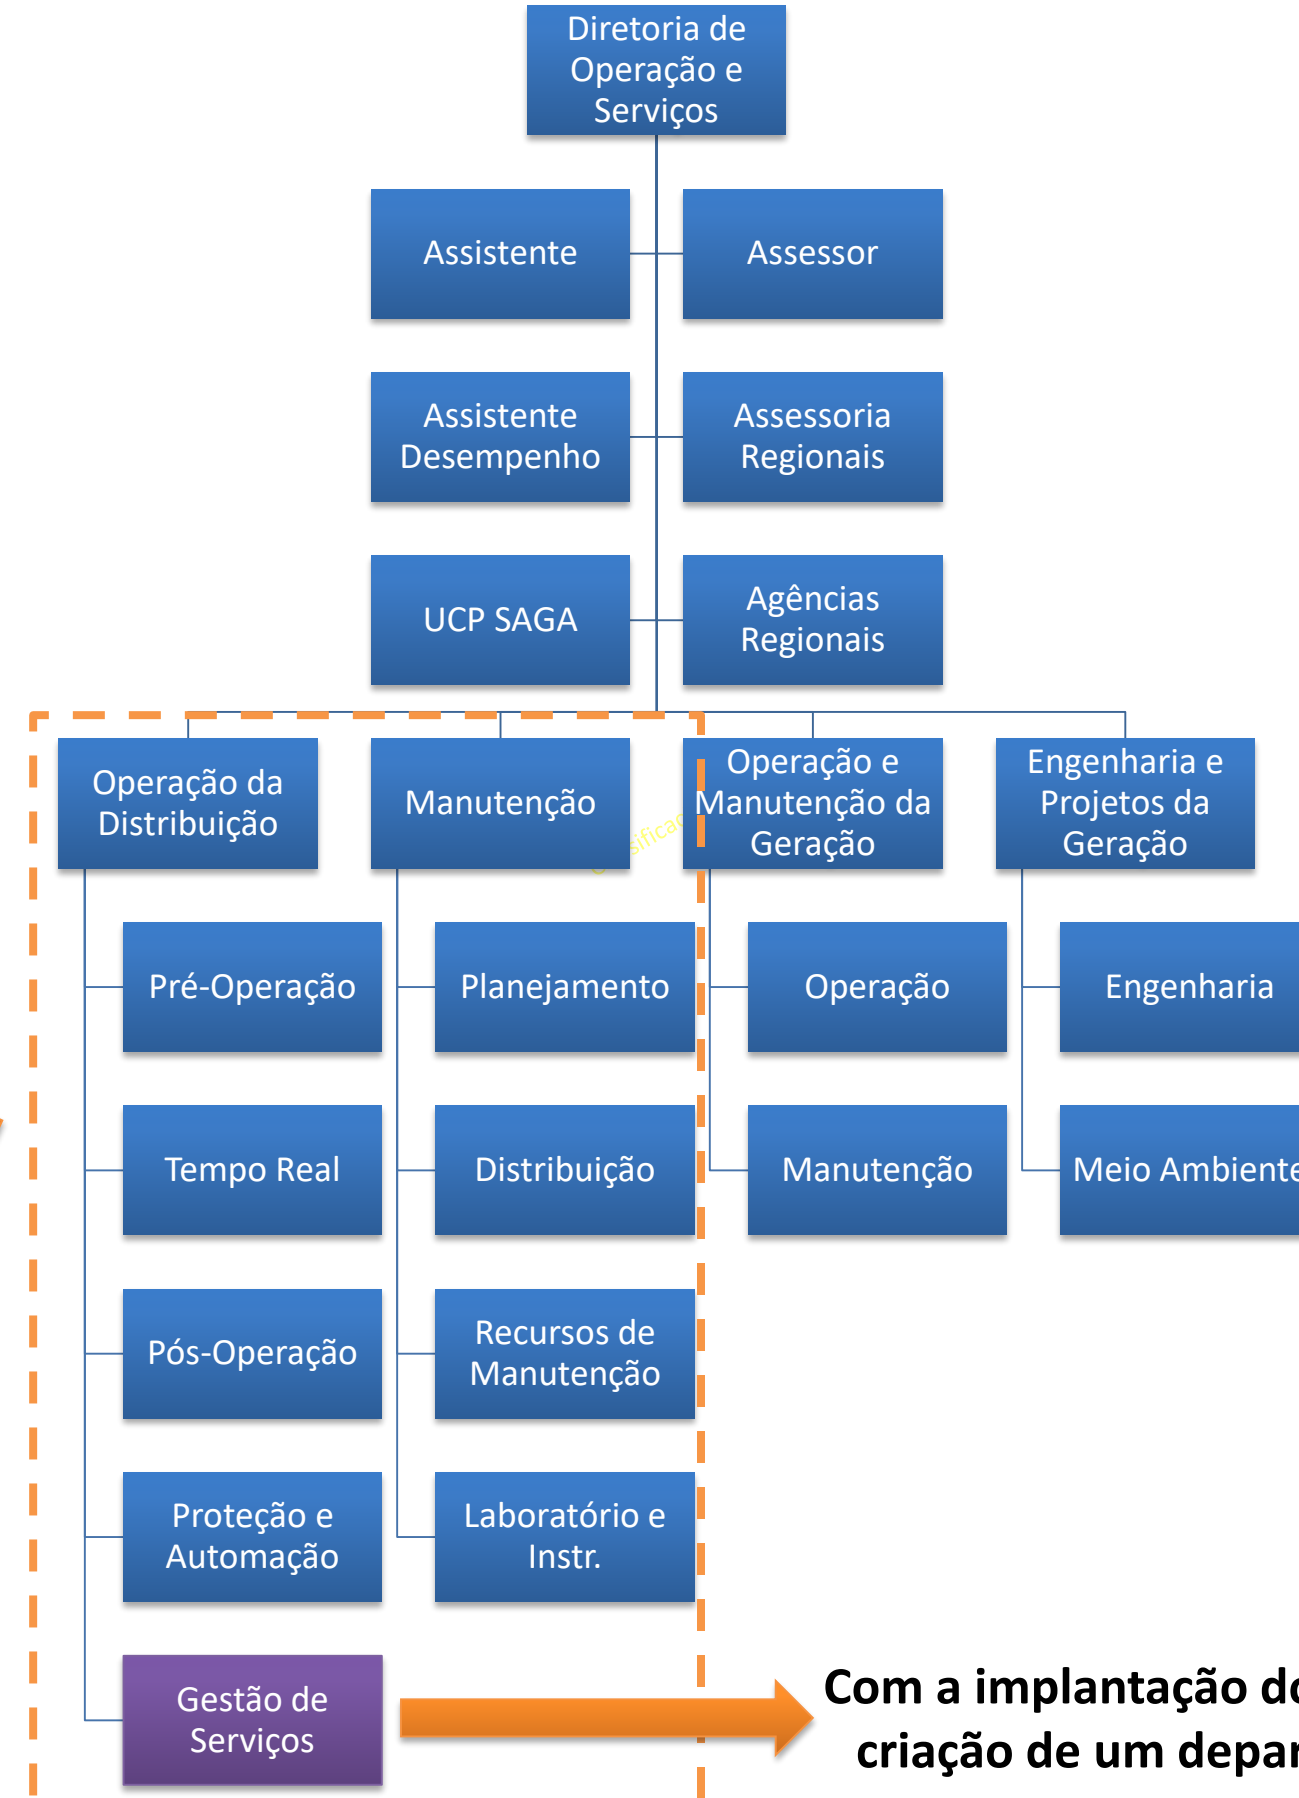 Diretoria de
Operação e
Serviços
Assistente
Assessor
Assistente
Desempenho
Assessoria
Regionais
UCP SAGA
Agências
Regionais
Operação da
Distribuição
Manutenção
Operação e
Manutenção da
Geração
Engenharia e
Projetos da
Geração
Pré-Operação
Planejamento
Operação
Engenharia
Tempo Real
Distribuição
Manutenção
Meio Ambiente
Pós-Operação
Recursos de
Manutenção
Proteção e
Automação
Laboratório e
Instr.
Gestão de
Serviços
Com a implantação do
criação de um depar